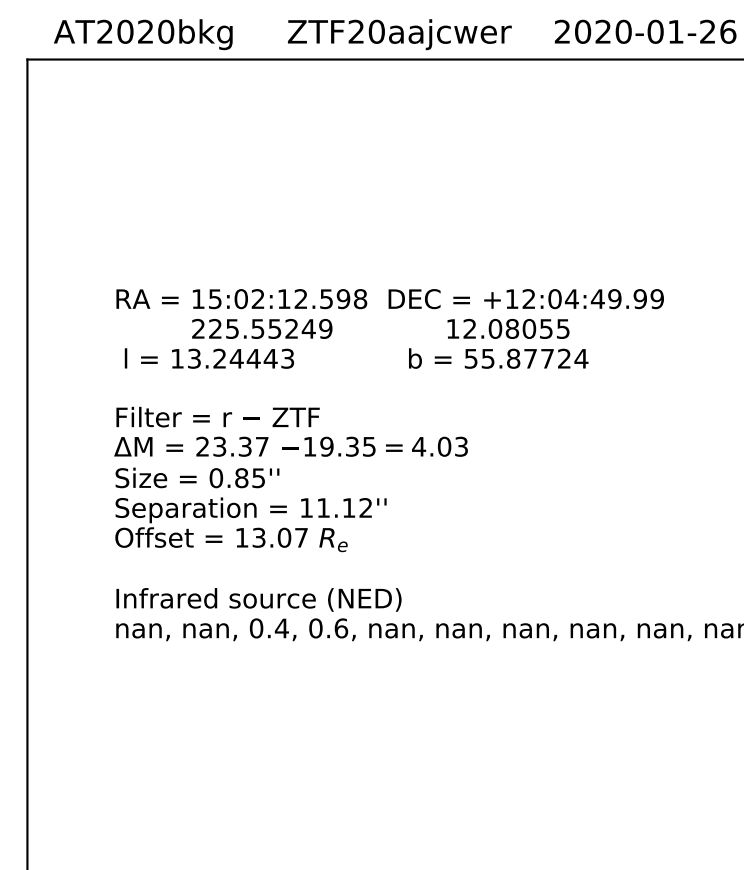 AT2020bkg ZTF20aajcwer 2020-01-26
RA = 15:02:12.598 DEC = +12:04:49.99
225.55249 12.08055
l = 13.24443 b = 55.87724
Filter = r − ZTF
ΔM = 23.37 −19.35 = 4.03
Size = 0.85''
Separation = 11.12''
Offset = 13.07 Re
Infrared source (NED)
nan, nan, 0.4, 0.6, nan, nan, nan, nan, nan,